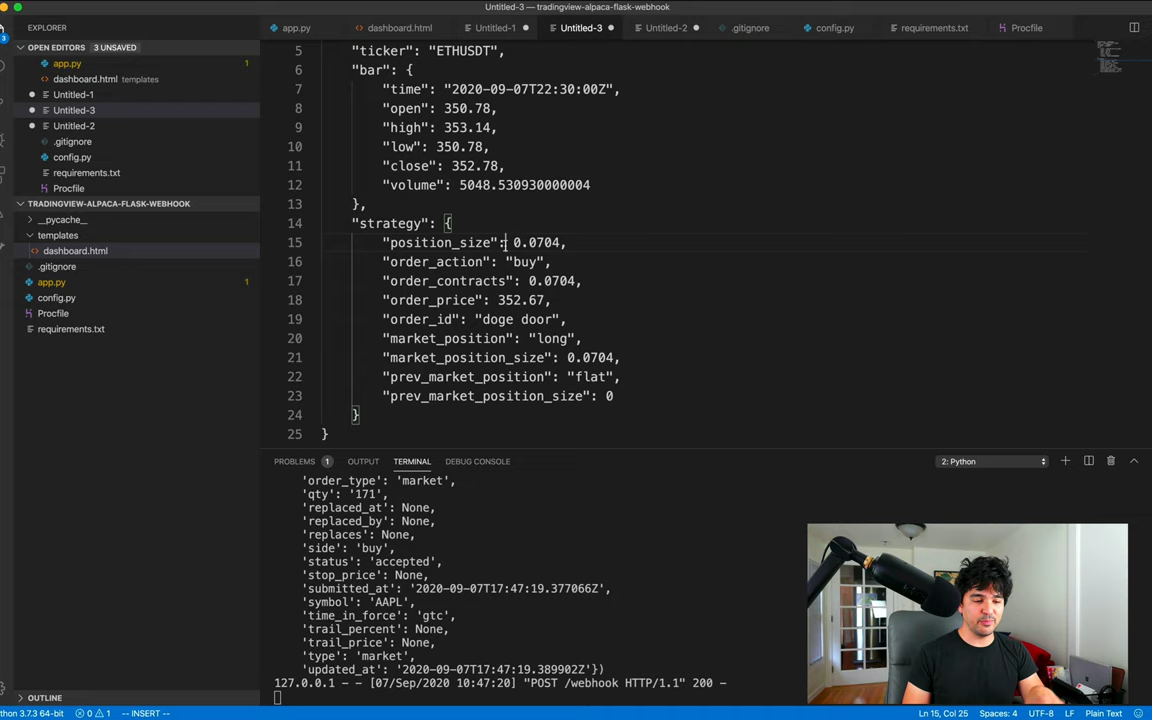 Untitled-3 — tradingview-alpaca-flask-webhook
EXPLORER
app.py
dashboard.html
Untitled-1
Untitled-3
Untitled-2
.gitignore
config.py
requirements.txt
Procfile
3
OPEN EDITORS 3 UNSAVED
app.py 1
dashboard.html templates
Untitled-1
Untitled-3
Untitled-2
.gitignore
config.py
requirements.txt
Procfile
TRADINGVIEW-ALPACA-FLASK-WEBHOOK
__pycache__
templates
dashboard.html
.gitignore
app.py 1
config.py
Procfile
requirements.txt
OUTLINE
5 "ticker": "ETHUSDT",
6 "bar": {
7 "time": "2020-09-07T22:30:00Z",
8 "open": 350.78,
9 "high": 353.14,
10 "low": 350.78,
11 "close": 352.78,
12 "volume": 5048.530930000004
13 },
14 "strategy": {
15 "position_size": 0.0704,
16 "order_action": "buy",
17 "order_contracts": 0.0704,
18 "order_price": 352.67,
19 "order_id": "doge door",
20 "market_position": "long",
21 "market_position_size": 0.0704,
22 "prev_market_position": "flat",
23 "prev_market_position_size": 0
24 }
25 }
PROBLEMS 1 OUTPUT TERMINAL DEBUG CONSOLE 2: Python
'order_type': 'market',
'qty': '171',
'replaced_at': None,
'replaced_by': None,
'replaces': None,
'side': 'buy',
'status': 'accepted',
'stop_price': None,
'submitted_at': '2020-09-07T17:47:19.377066Z',
'symbol': 'AAPL',
'time_in_force': 'gtc',
'trail_percent': None,
'trail_price': None,
'type': 'market',
'updated_at': '2020-09-07T17:47:19.389902Z'})
127.0.0.1 - - [07/Sep/2020 10:47:20] "POST /webhook HTTP/1.1" 200 -
Python 3.7.3 64-bit 0 1 -- INSERT -- Ln 15, Col 25 Spaces: 4 UTF-8 LF Plain Text